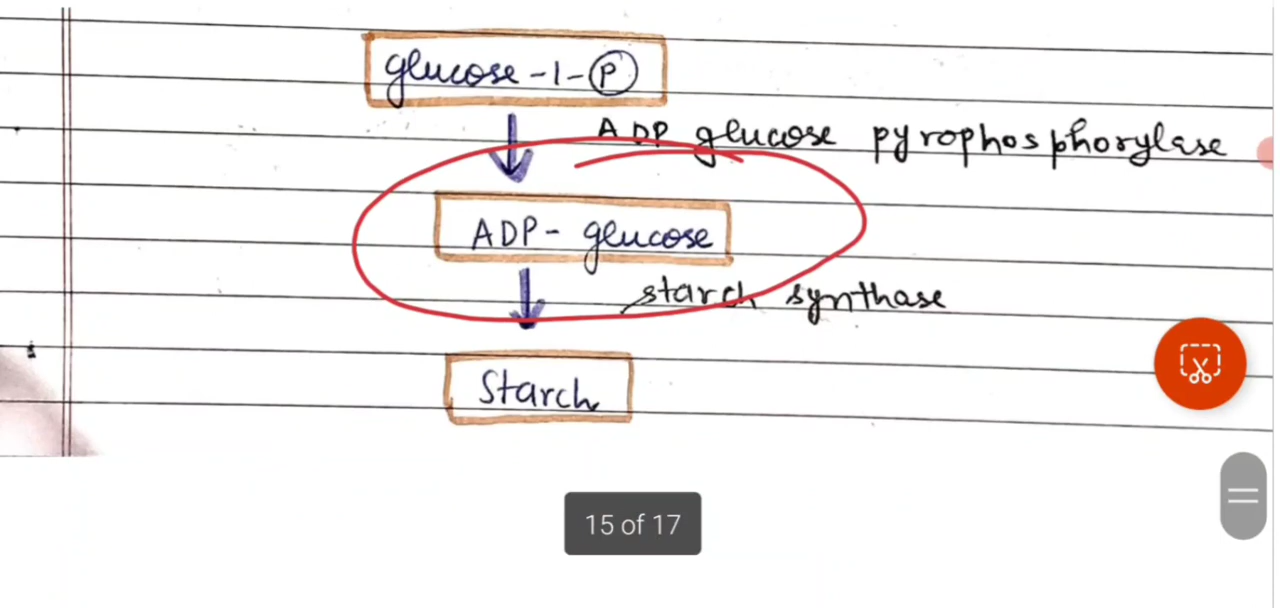 glucose-1-P
ADP glucose pyrophosphorylase
ADP- glucose
starch synthase
Starch
15 of 17